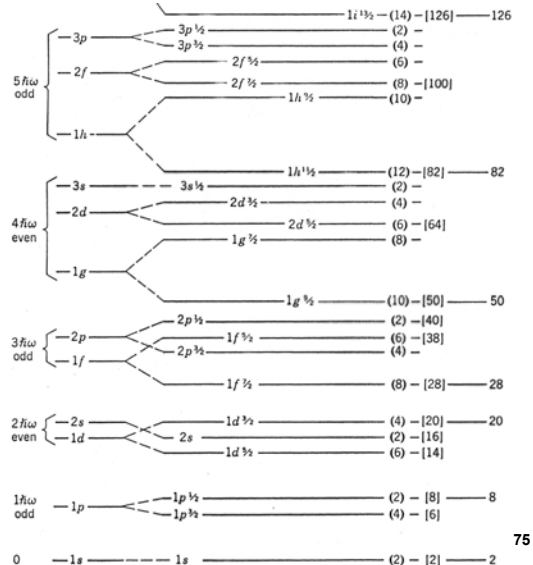 1i 13/2 (14) – [126] 126
3p 1/2 (2) –
3p
3p 3/2 (4) –
2f 5/2 (6) –
2f
5ħω
odd
2f 7/2 (8) – [100]
1h 9/2 (10) –
1h
1h 11/2 (12) – [82] 82
3s 3s 1/2 (2) –
2d 3/2 (4) –
2d
4ħω
even
2d 5/2 (6) – [64]
1g 7/2 (8) –
1g
1g 9/2 (10) – [50] 50
2p 1/2 (2) – [40]
2p
3ħω
odd
1f 5/2 (6) – [38]
2p 3/2 (4) –
1f
1f 7/2 (8) – [28] 28
2s 1d 3/2 (4) – [20] 20
2ħω
even
2s (2) – [16]
1d
1d 5/2 (6) – [14]
1p 1/2 (2) – [8] 8
1ħω
odd
1p
1p 3/2 (4) – [6]
75
0 1s 1s (2) – [2] 2